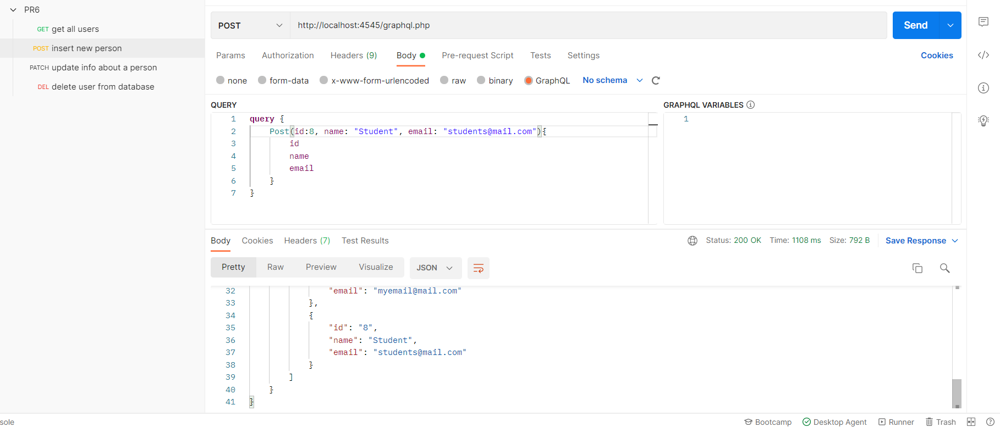 PR6
GET get all users
POST insert new person
PATCH update info about a person
DEL delete user from database
POST http://localhost:4545/graphql.php Send
Params Authorization Headers (9) Body Pre-request Script Tests Settings Cookies
none form-data x-www-form-urlencoded raw binary GraphQL No schema
QUERY
1 query {
2 Post(id:8, name: "Student", email: "students@mail.com"){
3 id
4 name
5 email
6 }
7 }
GRAPHQL VARIABLES
1
Body Cookies Headers (7) Test Results Status: 200 OK Time: 1108 ms Size: 792 B Save Response
Pretty Raw Preview Visualize JSON
32 "email": "myemail@mail.com"
33 },
34 {
35 "id": "8",
36 "name": "Student",
37 "email": "students@mail.com"
38 }
39 ]
40 }
41 }
sole Bootcamp Desktop Agent Runner Trash